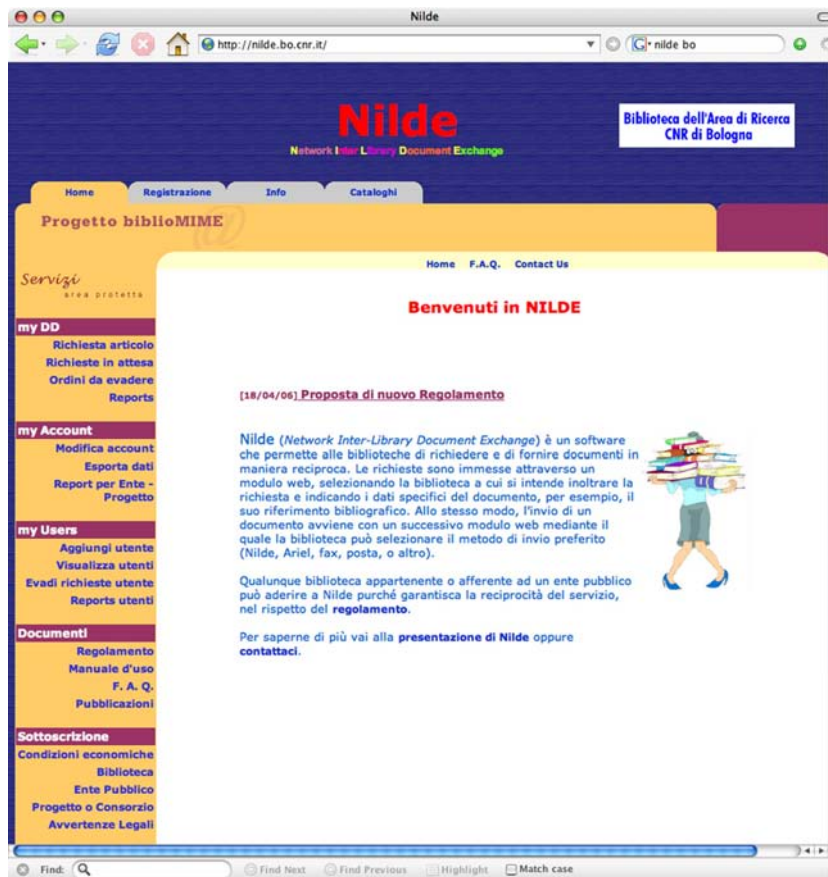 Nilde
http://nilde.bo.cnr.it/
nilde bo
Nilde
Network Inter Library Document Exchange
Biblioteca dell'Area di Ricerca
CNR di Bologna
Home Registrazione Info Cataloghi
Progetto biblioMIME
Home F.A.Q. Contact Us
Servizi
area protetta
Benvenuti in NILDE
my DD
Richiesta articolo
Richieste in attesa
Ordini da evadere
Reports
my Account
Modifica account
Esporta dati
Report per Ente -
Progetto
my Users
Aggiungi utente
Visualizza utenti
Evadi richieste utente
Reports utenti
Documenti
Regolamento
Manuale d'uso
F. A. Q.
Pubblicazioni
Sottoscrizione
Condizioni economiche
Biblioteca
Ente Pubblico
Progetto o Consorzio
Avvertenze Legali
[18/04/06] Proposta di nuovo Regolamento
Nilde (Network Inter-Library Document Exchange) è un software
che permette alle biblioteche di richiedere e di fornire documenti in
maniera reciproca. Le richieste sono immesse attraverso un
modulo web, selezionando la biblioteca a cui si intende inoltrare la
richiesta e indicando i dati specifici del documento, per esempio, il
suo riferimento bibliografico. Allo stesso modo, l'invio di un
documento avviene con un successivo modulo web mediante il
quale la biblioteca può selezionare il metodo di invio preferito
(Nilde, Ariel, fax, posta, o altro).
Qualunque biblioteca appartenente o afferente ad un ente pubblico
può aderire a Nilde purché garantisca la reciprocità del servizio,
nel rispetto del regolamento.
Per saperne di più vai alla presentazione di Nilde oppure
contattaci.
Find: Find Next Find Previous Highlight Match case